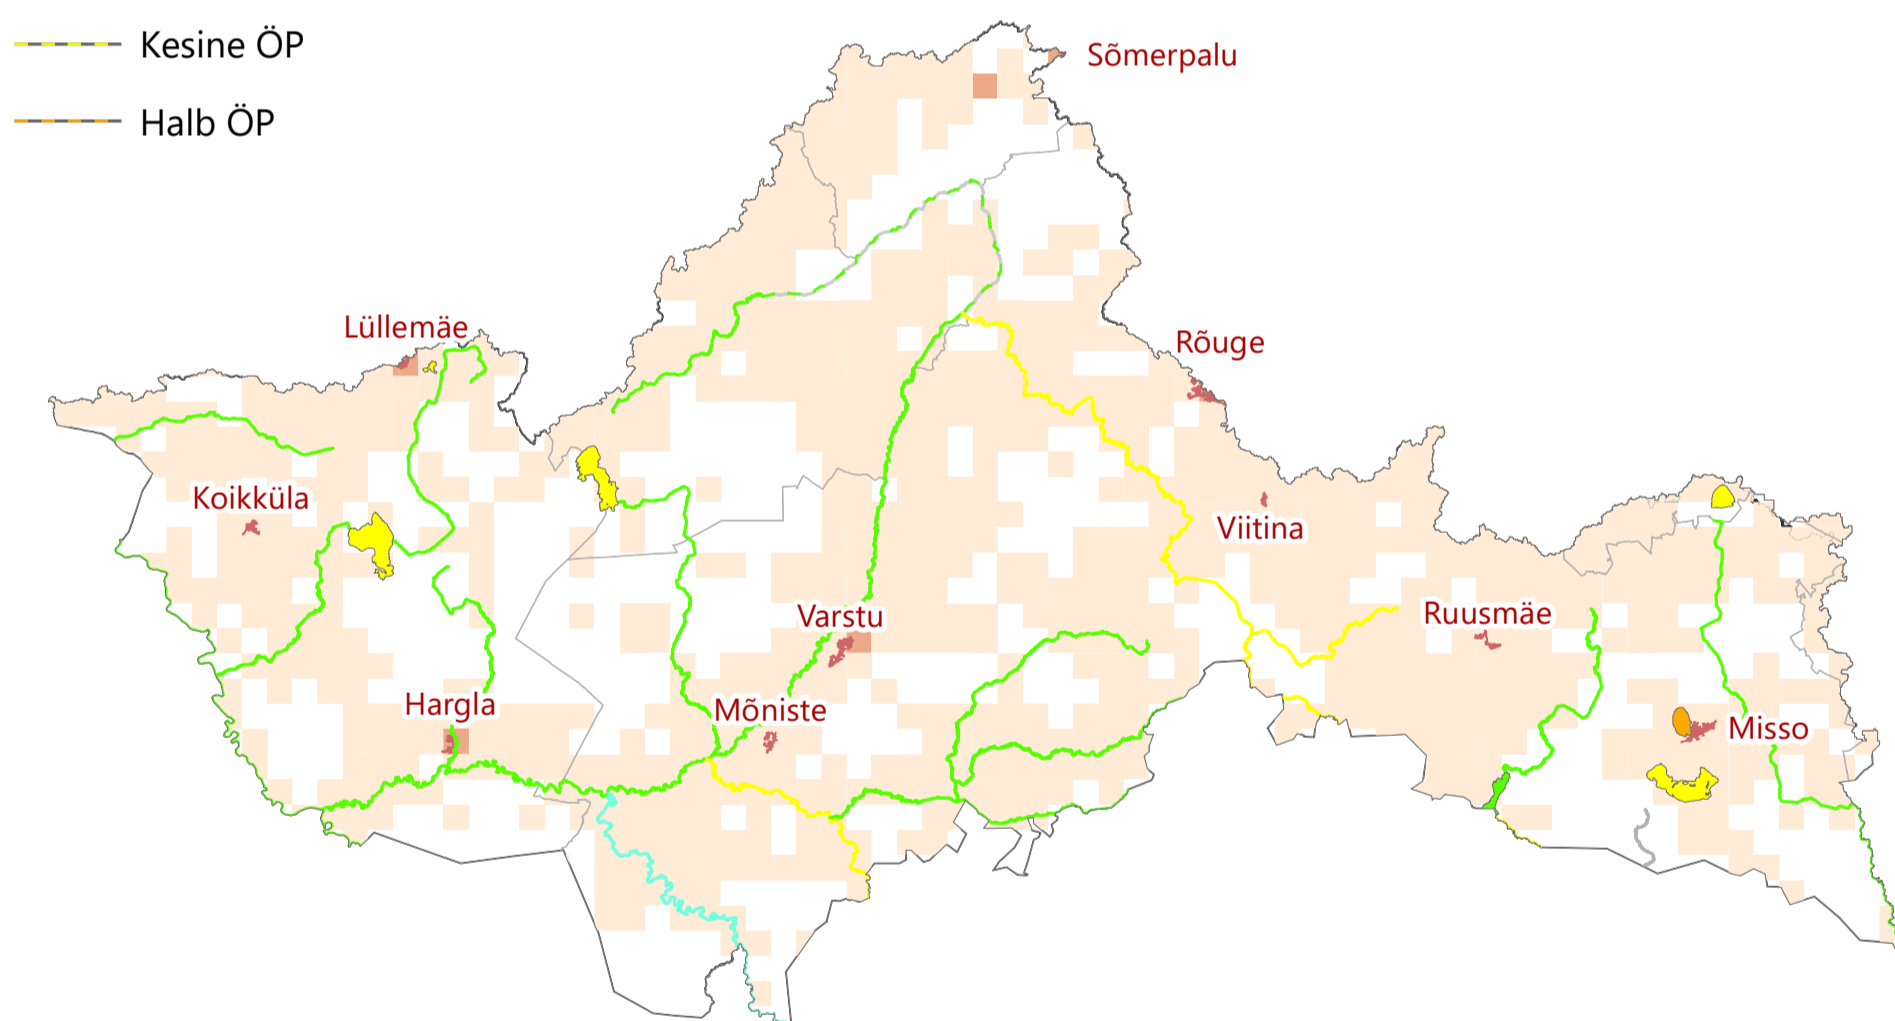 Kesine ÖP
Halb ÖP
Sõmerpalu
Lüllemäe
Rõuge
Koikküla
Viitina
Varstu
Ruusmäe
Hargla
Mõniste
Misso